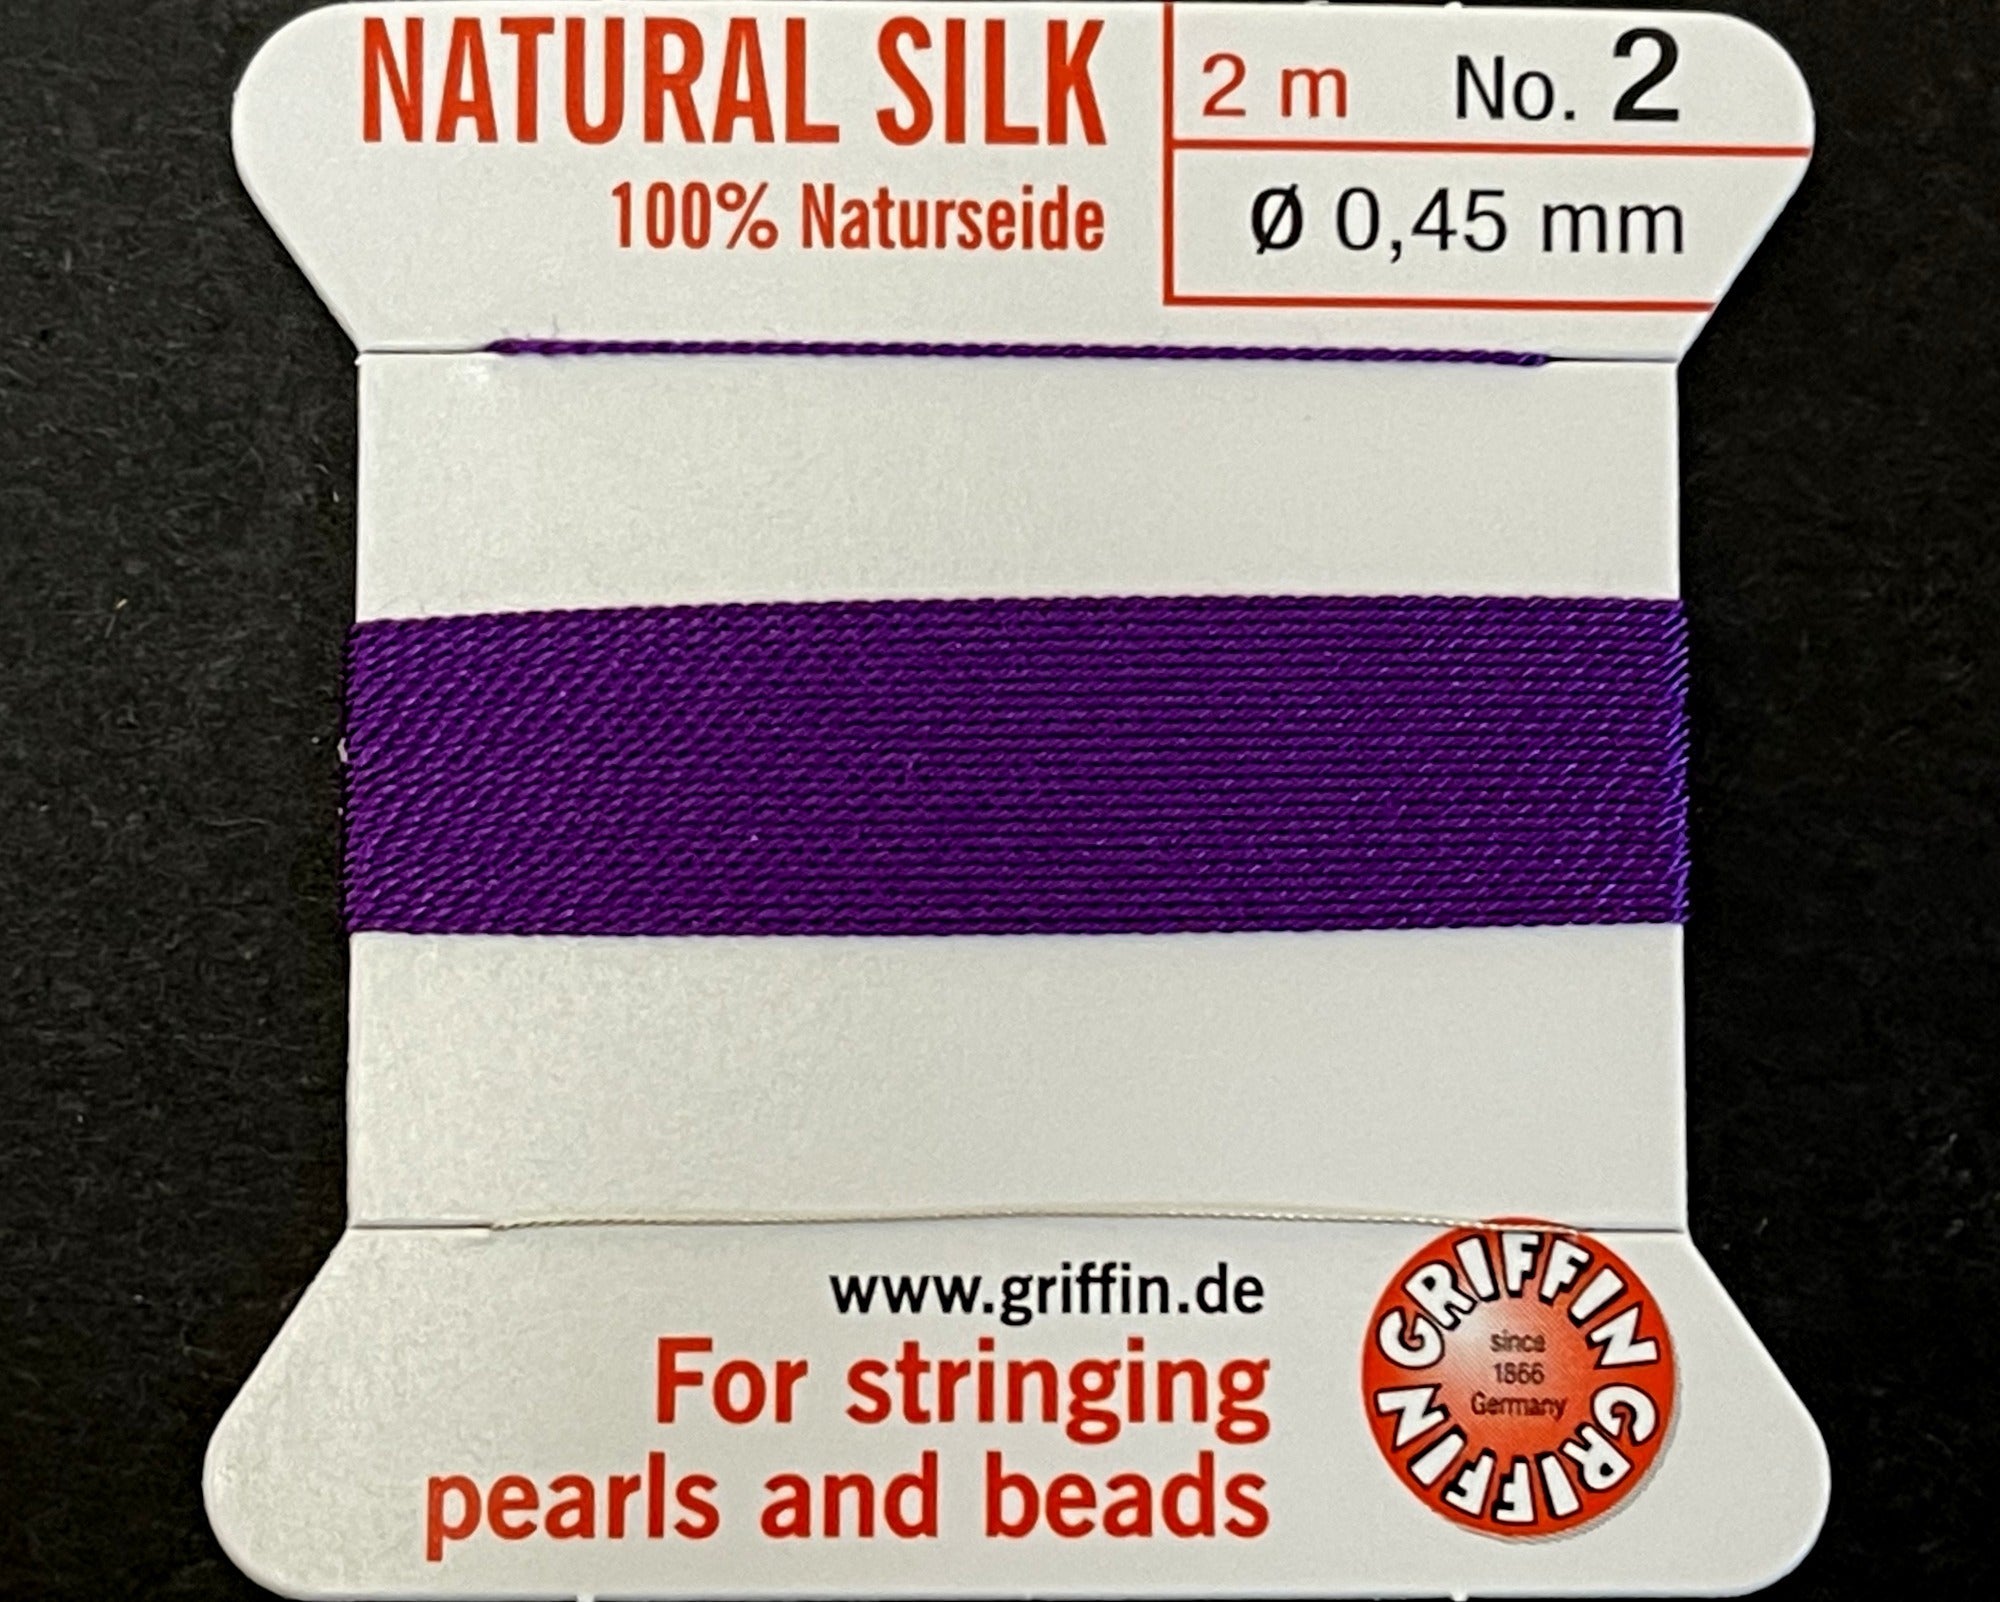 NATURAL SILK
100% Naturseide
2 m No. 2
Ø 0,45 mm
www.griffin.de
For stringing
pearls and beads
GRIFFIN GRIFFIN GRIFFIN
since
1866
Germany